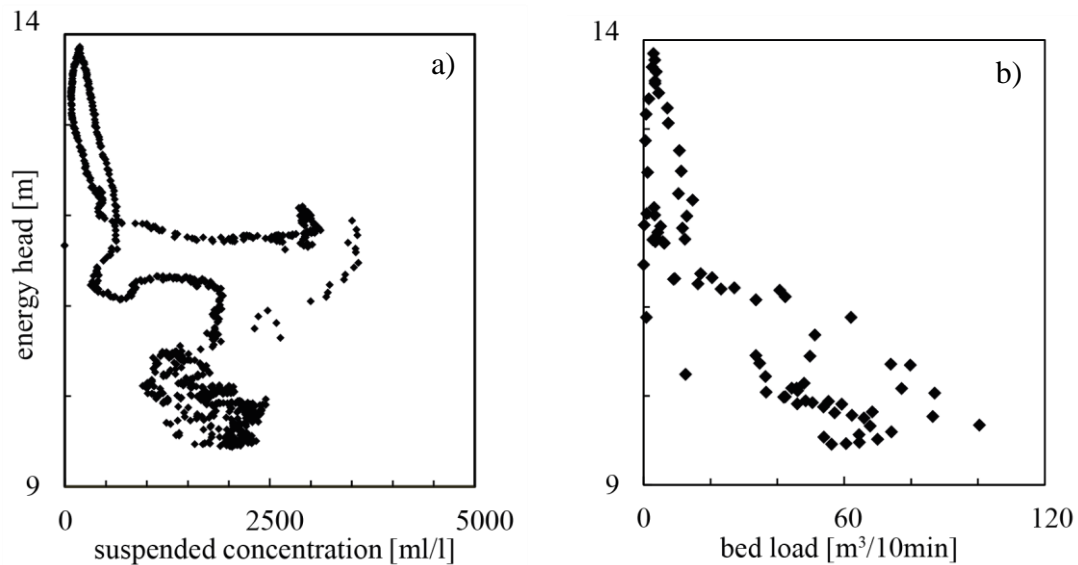 14
a)
energy head [m]
9
0
2500
5000
suspended concentration [ml/l]
14
b)
9
0
60
120
bed load [m³/10min]